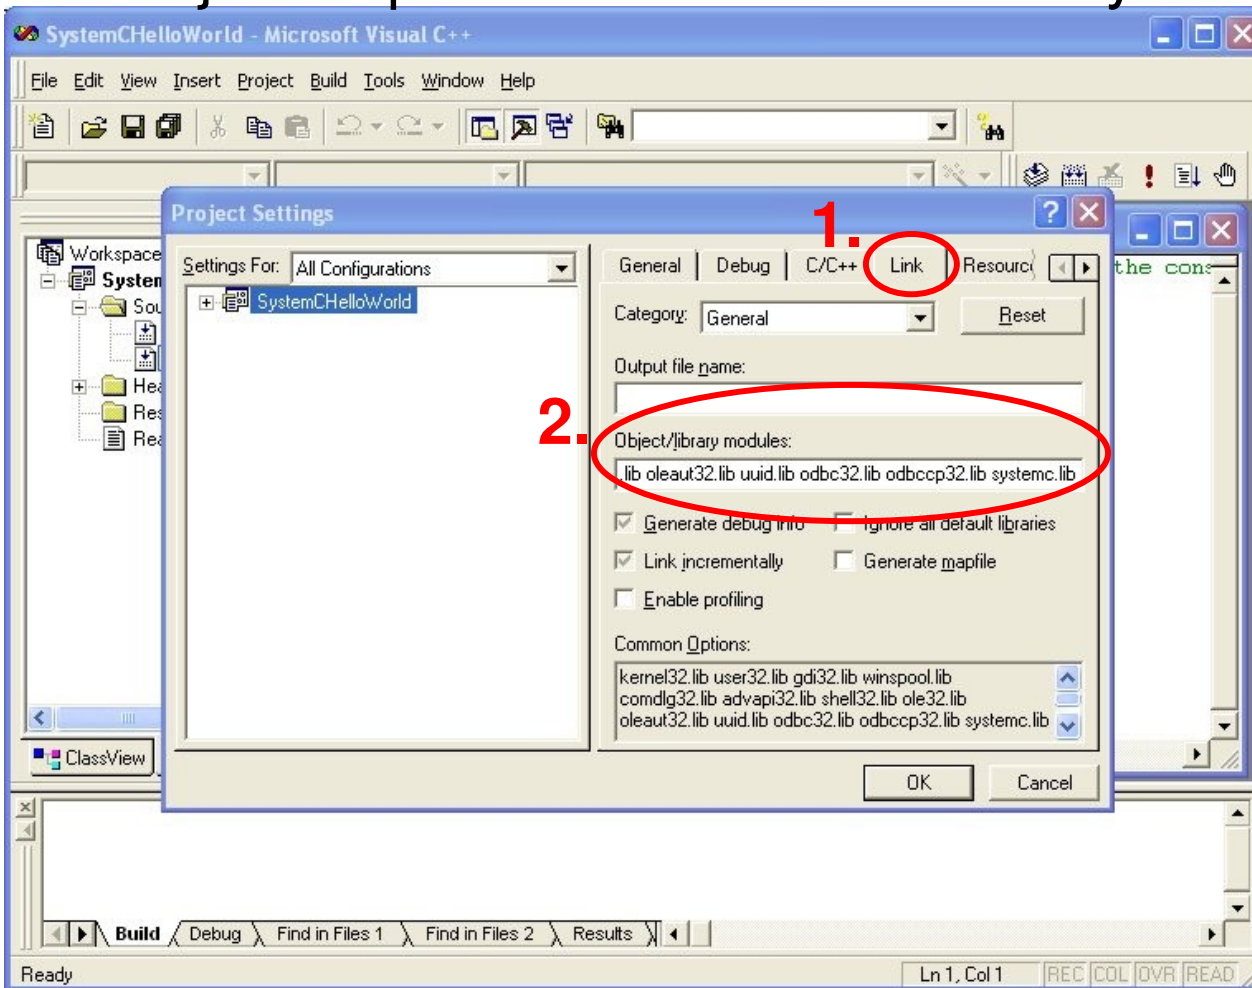 SystemCHelloWorld - Microsoft Visual C++
File Edit View Insert Project Build Tools Window Help
Project Settings
1.
Workspace
System
Sou
Hea
Res
Rea
Settings For: All Configurations
SystemCHelloWorld
General Debug C/C++ Link Resourc
the cons
Category: General Reset
Output file name:
2.
Object/library modules:
.lib oleaut32.lib uuid.lib odbc32.lib odbccp32.lib systemc.lib
Generate debug info Ignore all default libraries
Link incrementally Generate mapfile
Enable profiling
Common Options:
kernel32.lib user32.lib gdi32.lib winspool.lib
comdlg32.lib advapi32.lib shell32.lib ole32.lib
oleaut32.lib uuid.lib odbc32.lib odbccp32.lib systemc.lib
ClassView
OK Cancel
Build Debug Find in Files 1 Find in Files 2 Results
Ready Ln 1, Col 1 REC COL OVR READ